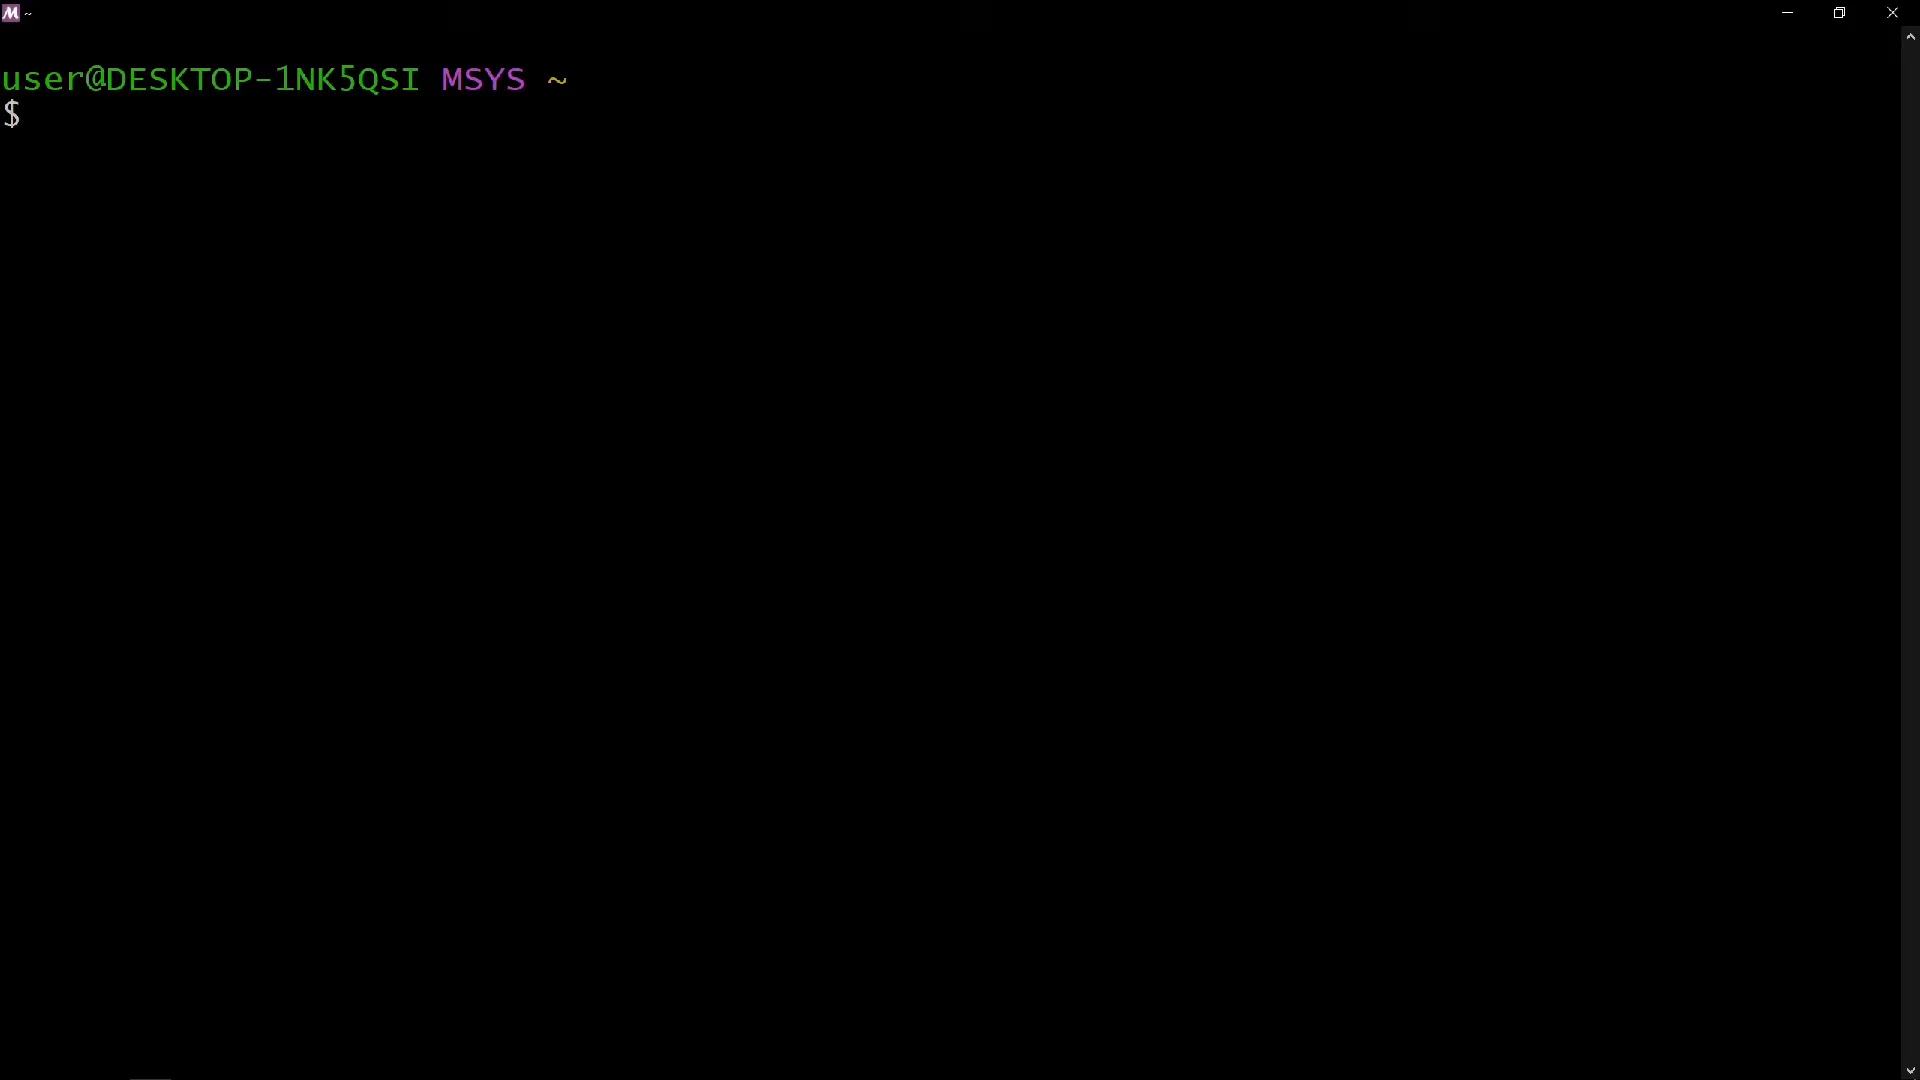 M ~
user@DESKTOP-1NK5QSI MSYS ~
$